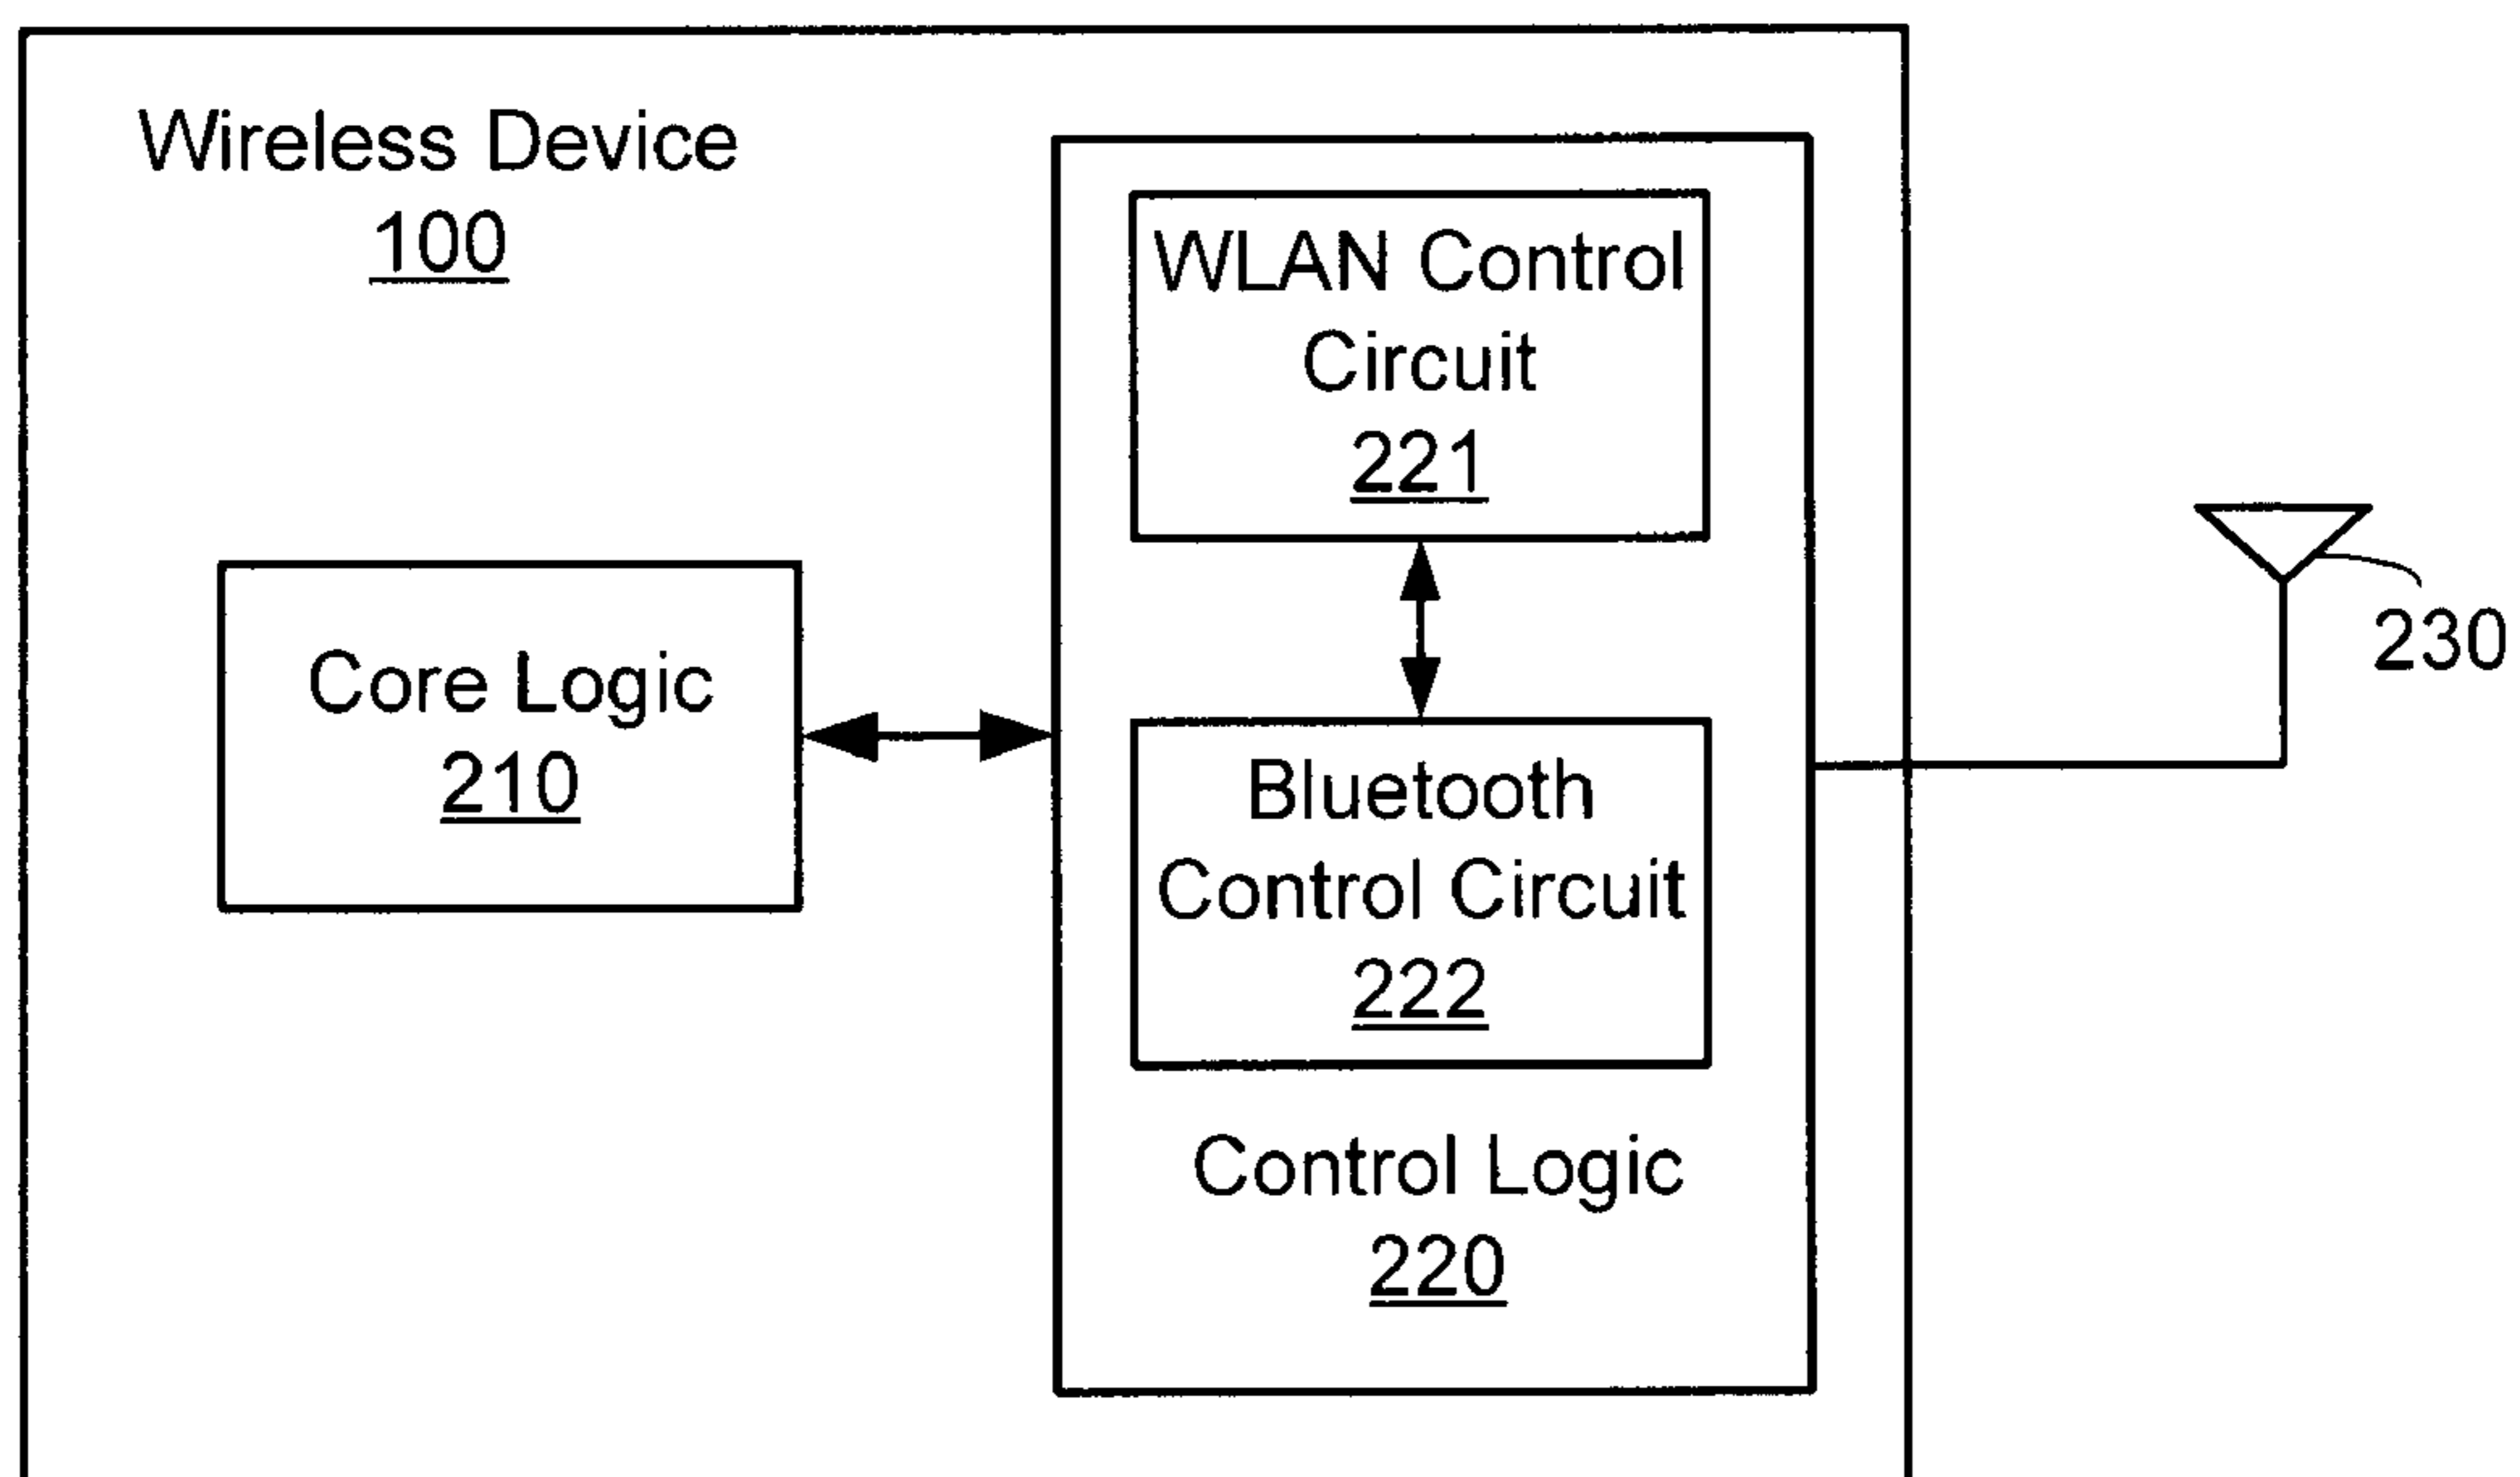 Wireless Device
100
WLAN Control
Circuit
221
230
Core Logic
210
Bluetooth
Control Circuit
222
Control Logic
220